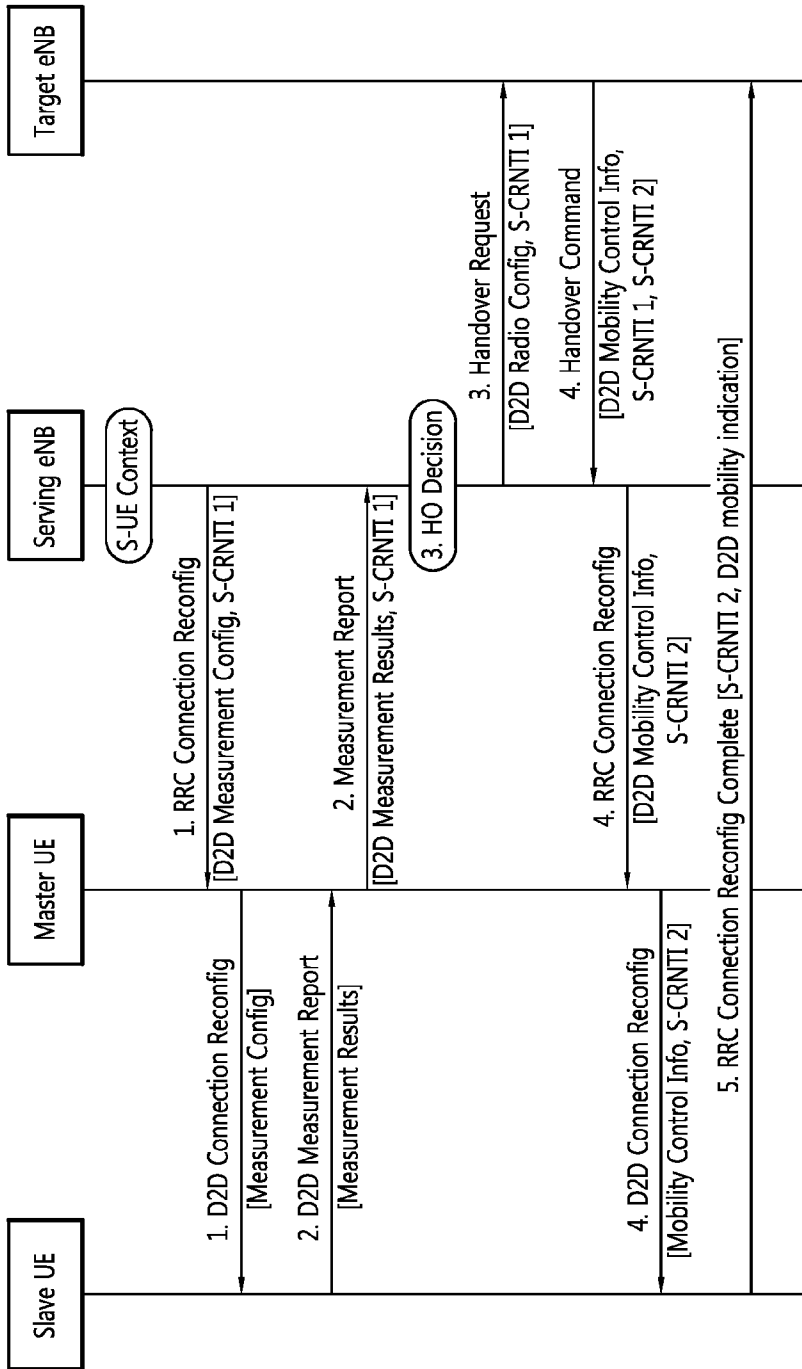 Slave UE
Master UE
Serving eNB
Target eNB
S-UE Context
1. RRC Connection Reconfig
[D2D Measurement Config, S-CRNTI 1]
1. D2D Connection Reconfig
[Measurement Config]
2. D2D Measurement Report
[Measurement Results]
2. Measurement Report
[D2D Measurement Results, S-CRNTI 1]
3. HO Decision
3. Handover Request
[D2D Radio Config, S-CRNTI 1]
4. Handover Command
[D2D Mobility Control Info,
S-CRNTI 1, S-CRNTI 2]
4. RRC Connection Reconfig
[D2D Mobility Control Info,
S-CRNTI 2]
4. D2D Connection Reconfig
[Mobility Control Info, S-CRNTI 2]
5. RRC Connection Reconfig Complete [S-CRNTI 2, D2D mobility indication]